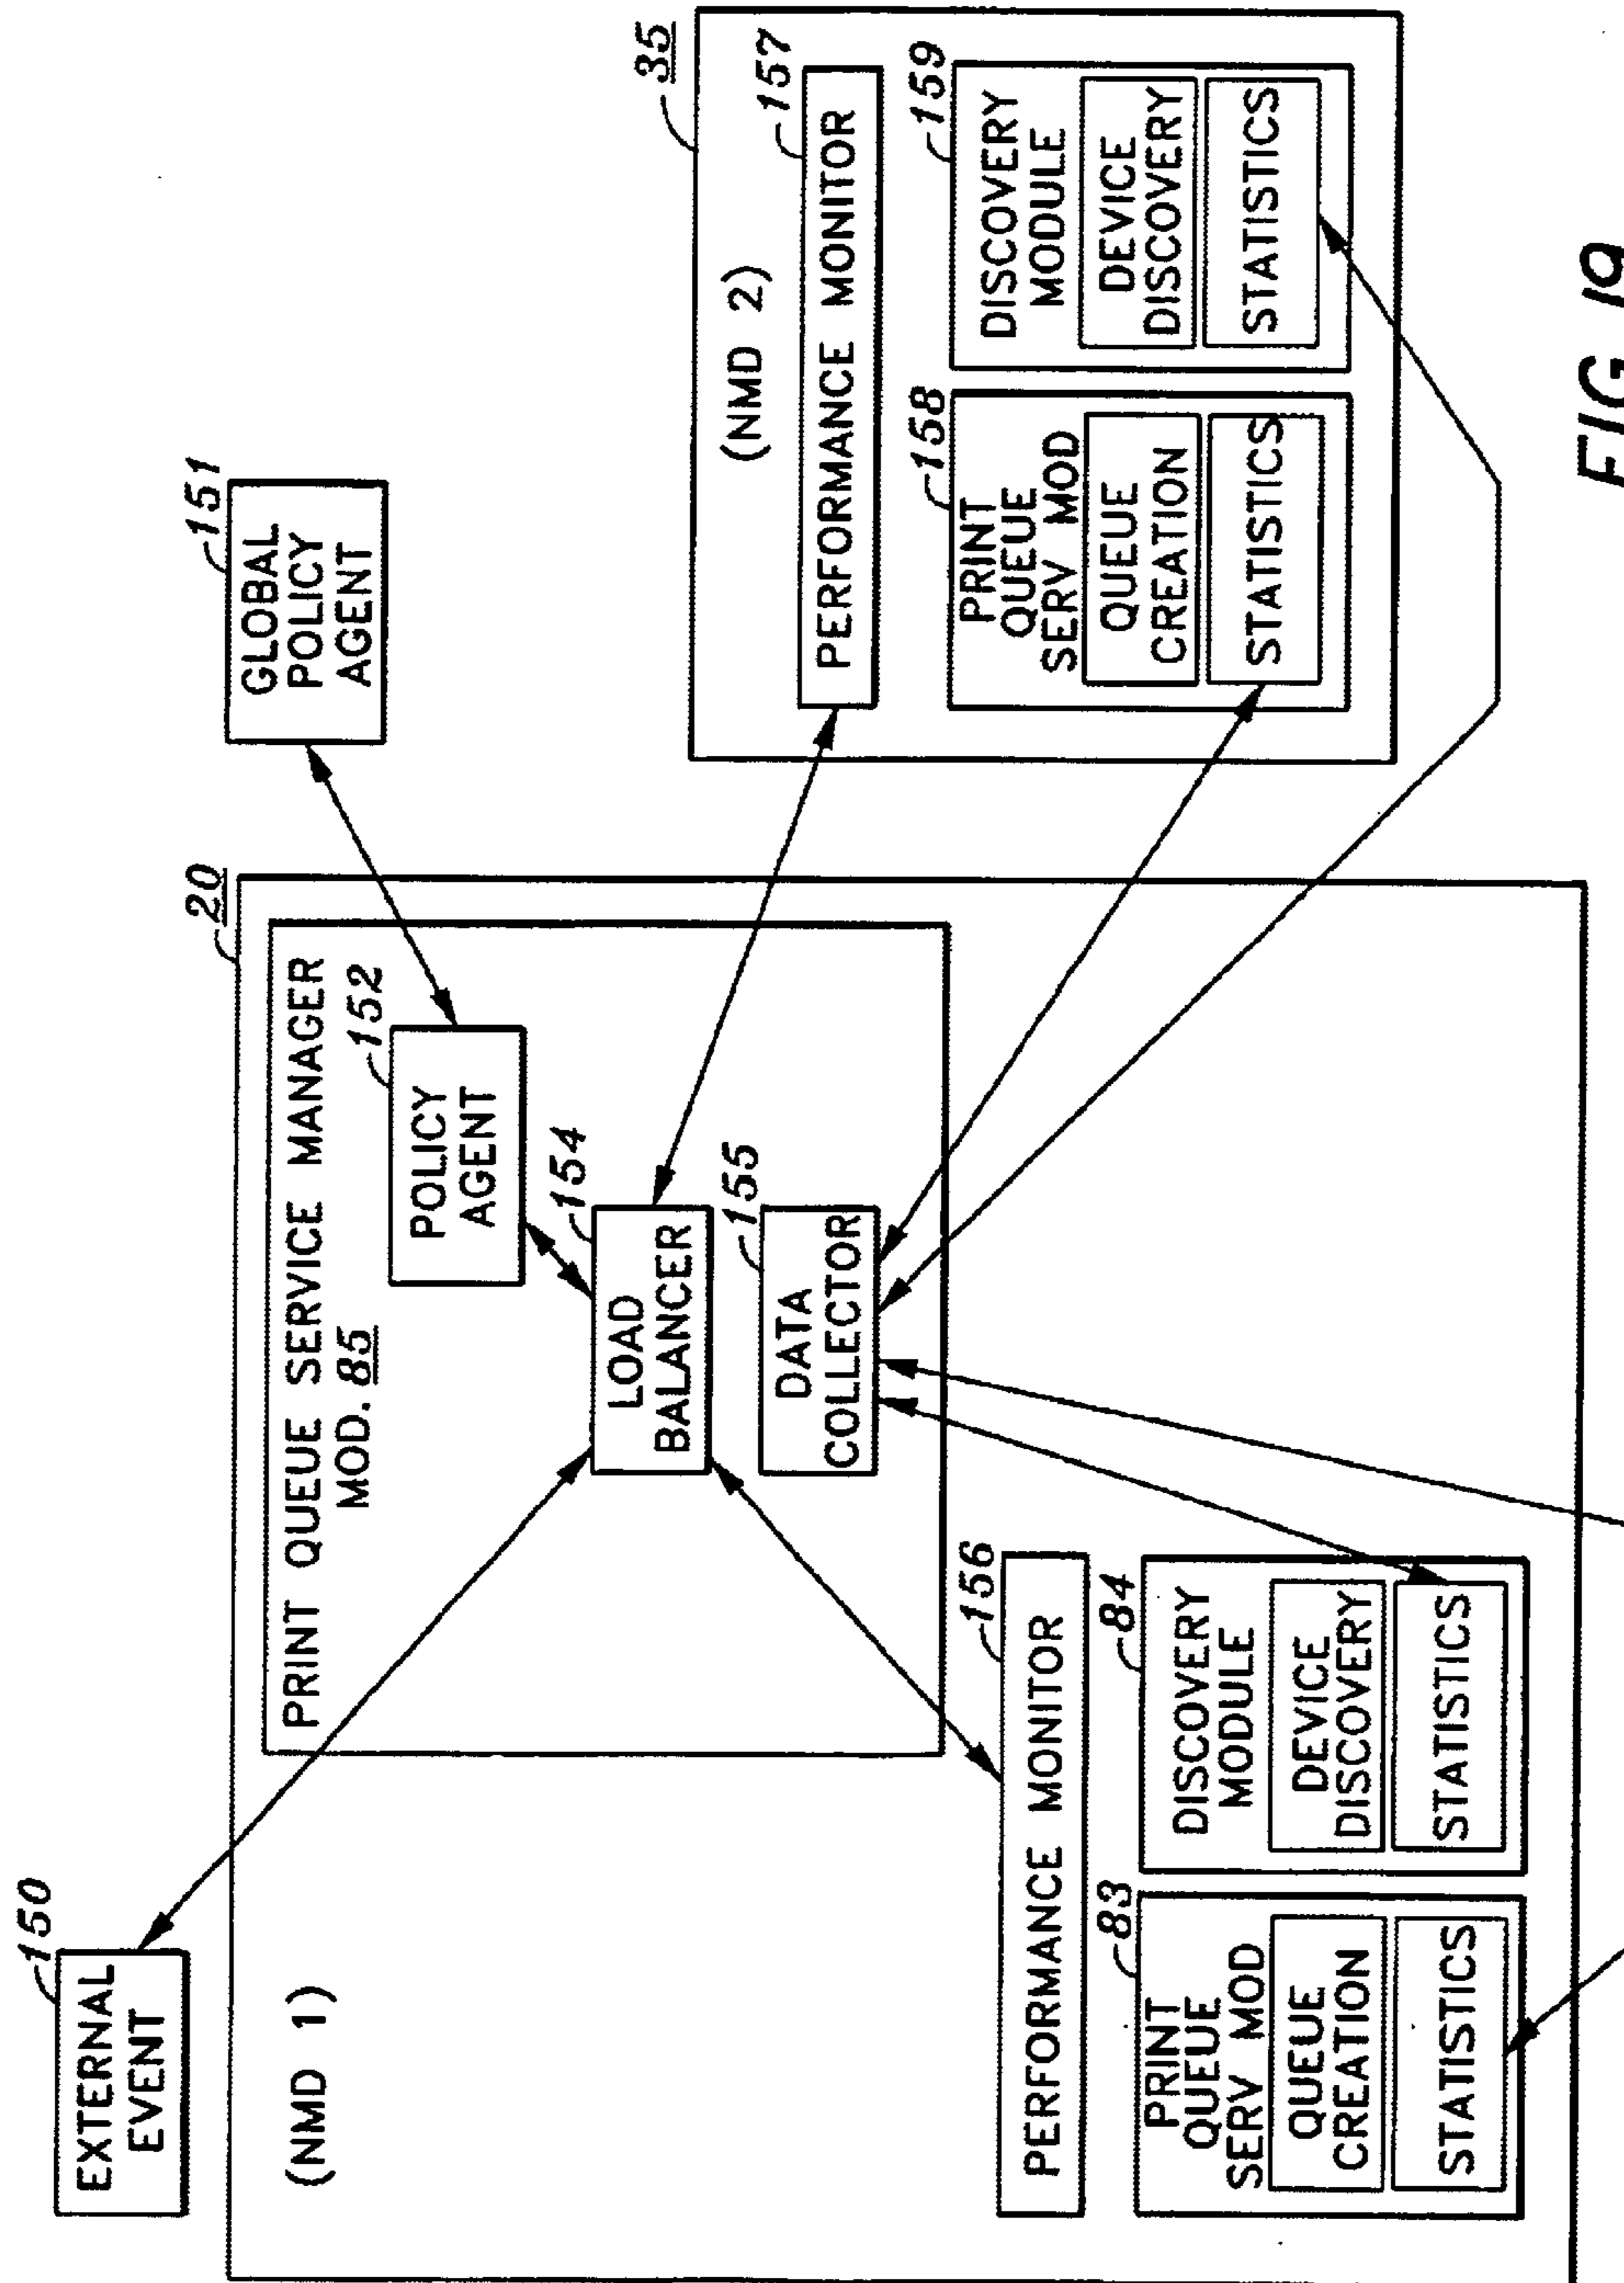 150
EXTERNAL
EVENT
(NMD 1)
20
PRINT QUEUE SERVICE MANAGER
MOD. 85
152
POLICY
AGENT
154
LOAD
BALANCER
155
DATA
COLLECTOR
156
PERFORMANCE MONITOR
83
PRINT
QUEUE
SERV MOD
QUEUE
CREATION
STATISTICS
84
DISCOVERY
MODULE
DEVICE
DISCOVERY
STATISTICS
151
GLOBAL
POLICY
AGENT
35
(NMD 2)
157
PERFORMANCE MONITOR
158
PRINT
QUEUE
SERV MOD
QUEUE
CREATION
STATISTICS
159
DISCOVERY
MODULE
DEVICE
DISCOVERY
STATISTICS
FIG. 19